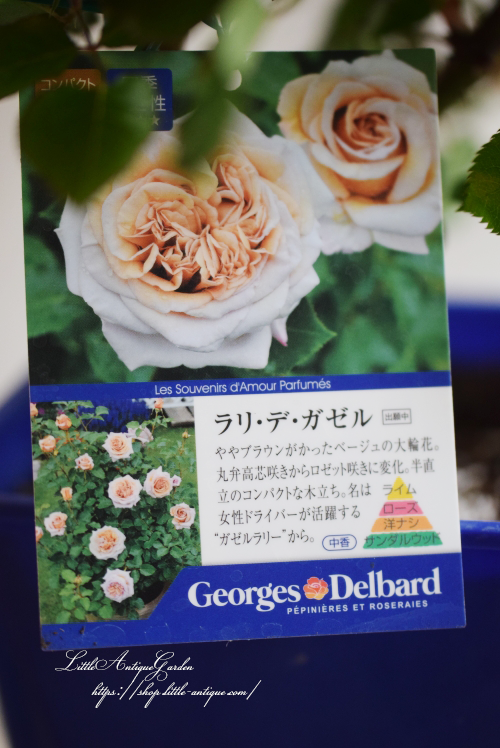 コンパクト
季
性
Les Souvenirs d'Amour Parfumés
ラリ・デ・ガゼル 出願中
ややブラウンがかったベージュの大輪花。
丸弁高芯咲きからロゼット咲きに変化。半直
立のコンパクトな木立ち。名は
女性ドライバーが活躍する
“ガゼルラリー”から。 中香
ライム
ローズ
洋ナシ
サンダルウッド
Georges Delbard
PÉPINIÈRES ET ROSERAIES
LittleAntiqueGarden
https://shop.little-antique.com/